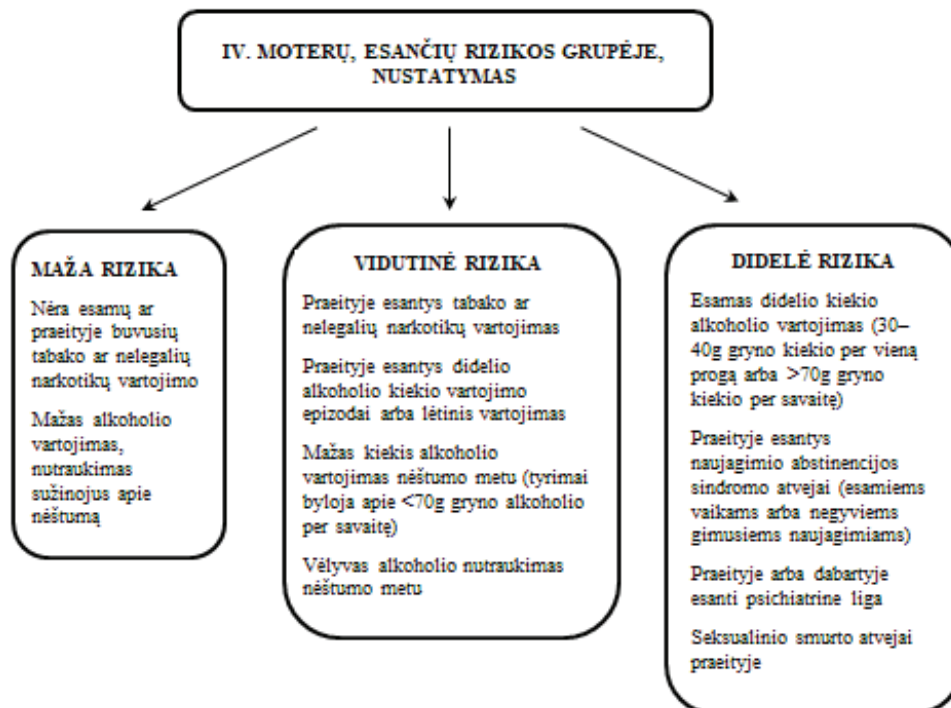 IV. MOTERŲ, ESANČIŲ RIZIKOS GRUPĖJE,
NUSTATYMAS
MAŽA RIZIKA
Nėra esamų ar
praeityje buvusių
tabako ar nelegalių
narkotikų vartojimo
Mažas alkoholio
vartojimas,
nutraukimas
sužinojus apie
nėštumą
VIDUTINĖ RIZIKA
Praeityje esantys tabako ar
nelegalių narkotikų vartojimas
Praeityje esantys didelio
alkoholio kiekio vartojimo
epizodai arba lėtinis vartojimas
Mažas kiekis alkoholio
vartojimas nėštumo metu (tyrimai
byloja apie <70g gryno alkoholio
per savaitę)
Vėlyvas alkoholio nutraukimas
nėštumo metu
DIDELĖ RIZIKA
Esamas didelio kiekio
alkoholio vartojimas (30–
40g gryno kiekio per vieną
progą arba >70g gryno
kiekio per savaitę)
Praeityje esantys
naujagimio abstinencijos
sindromo atvejai (esamiems
vaikams arba negyviems
gimusiems naujagimiams)
Praeityje arba dabartyje
esanti psichiatrine liga
Seksualinio smurto atvejai
praeityje